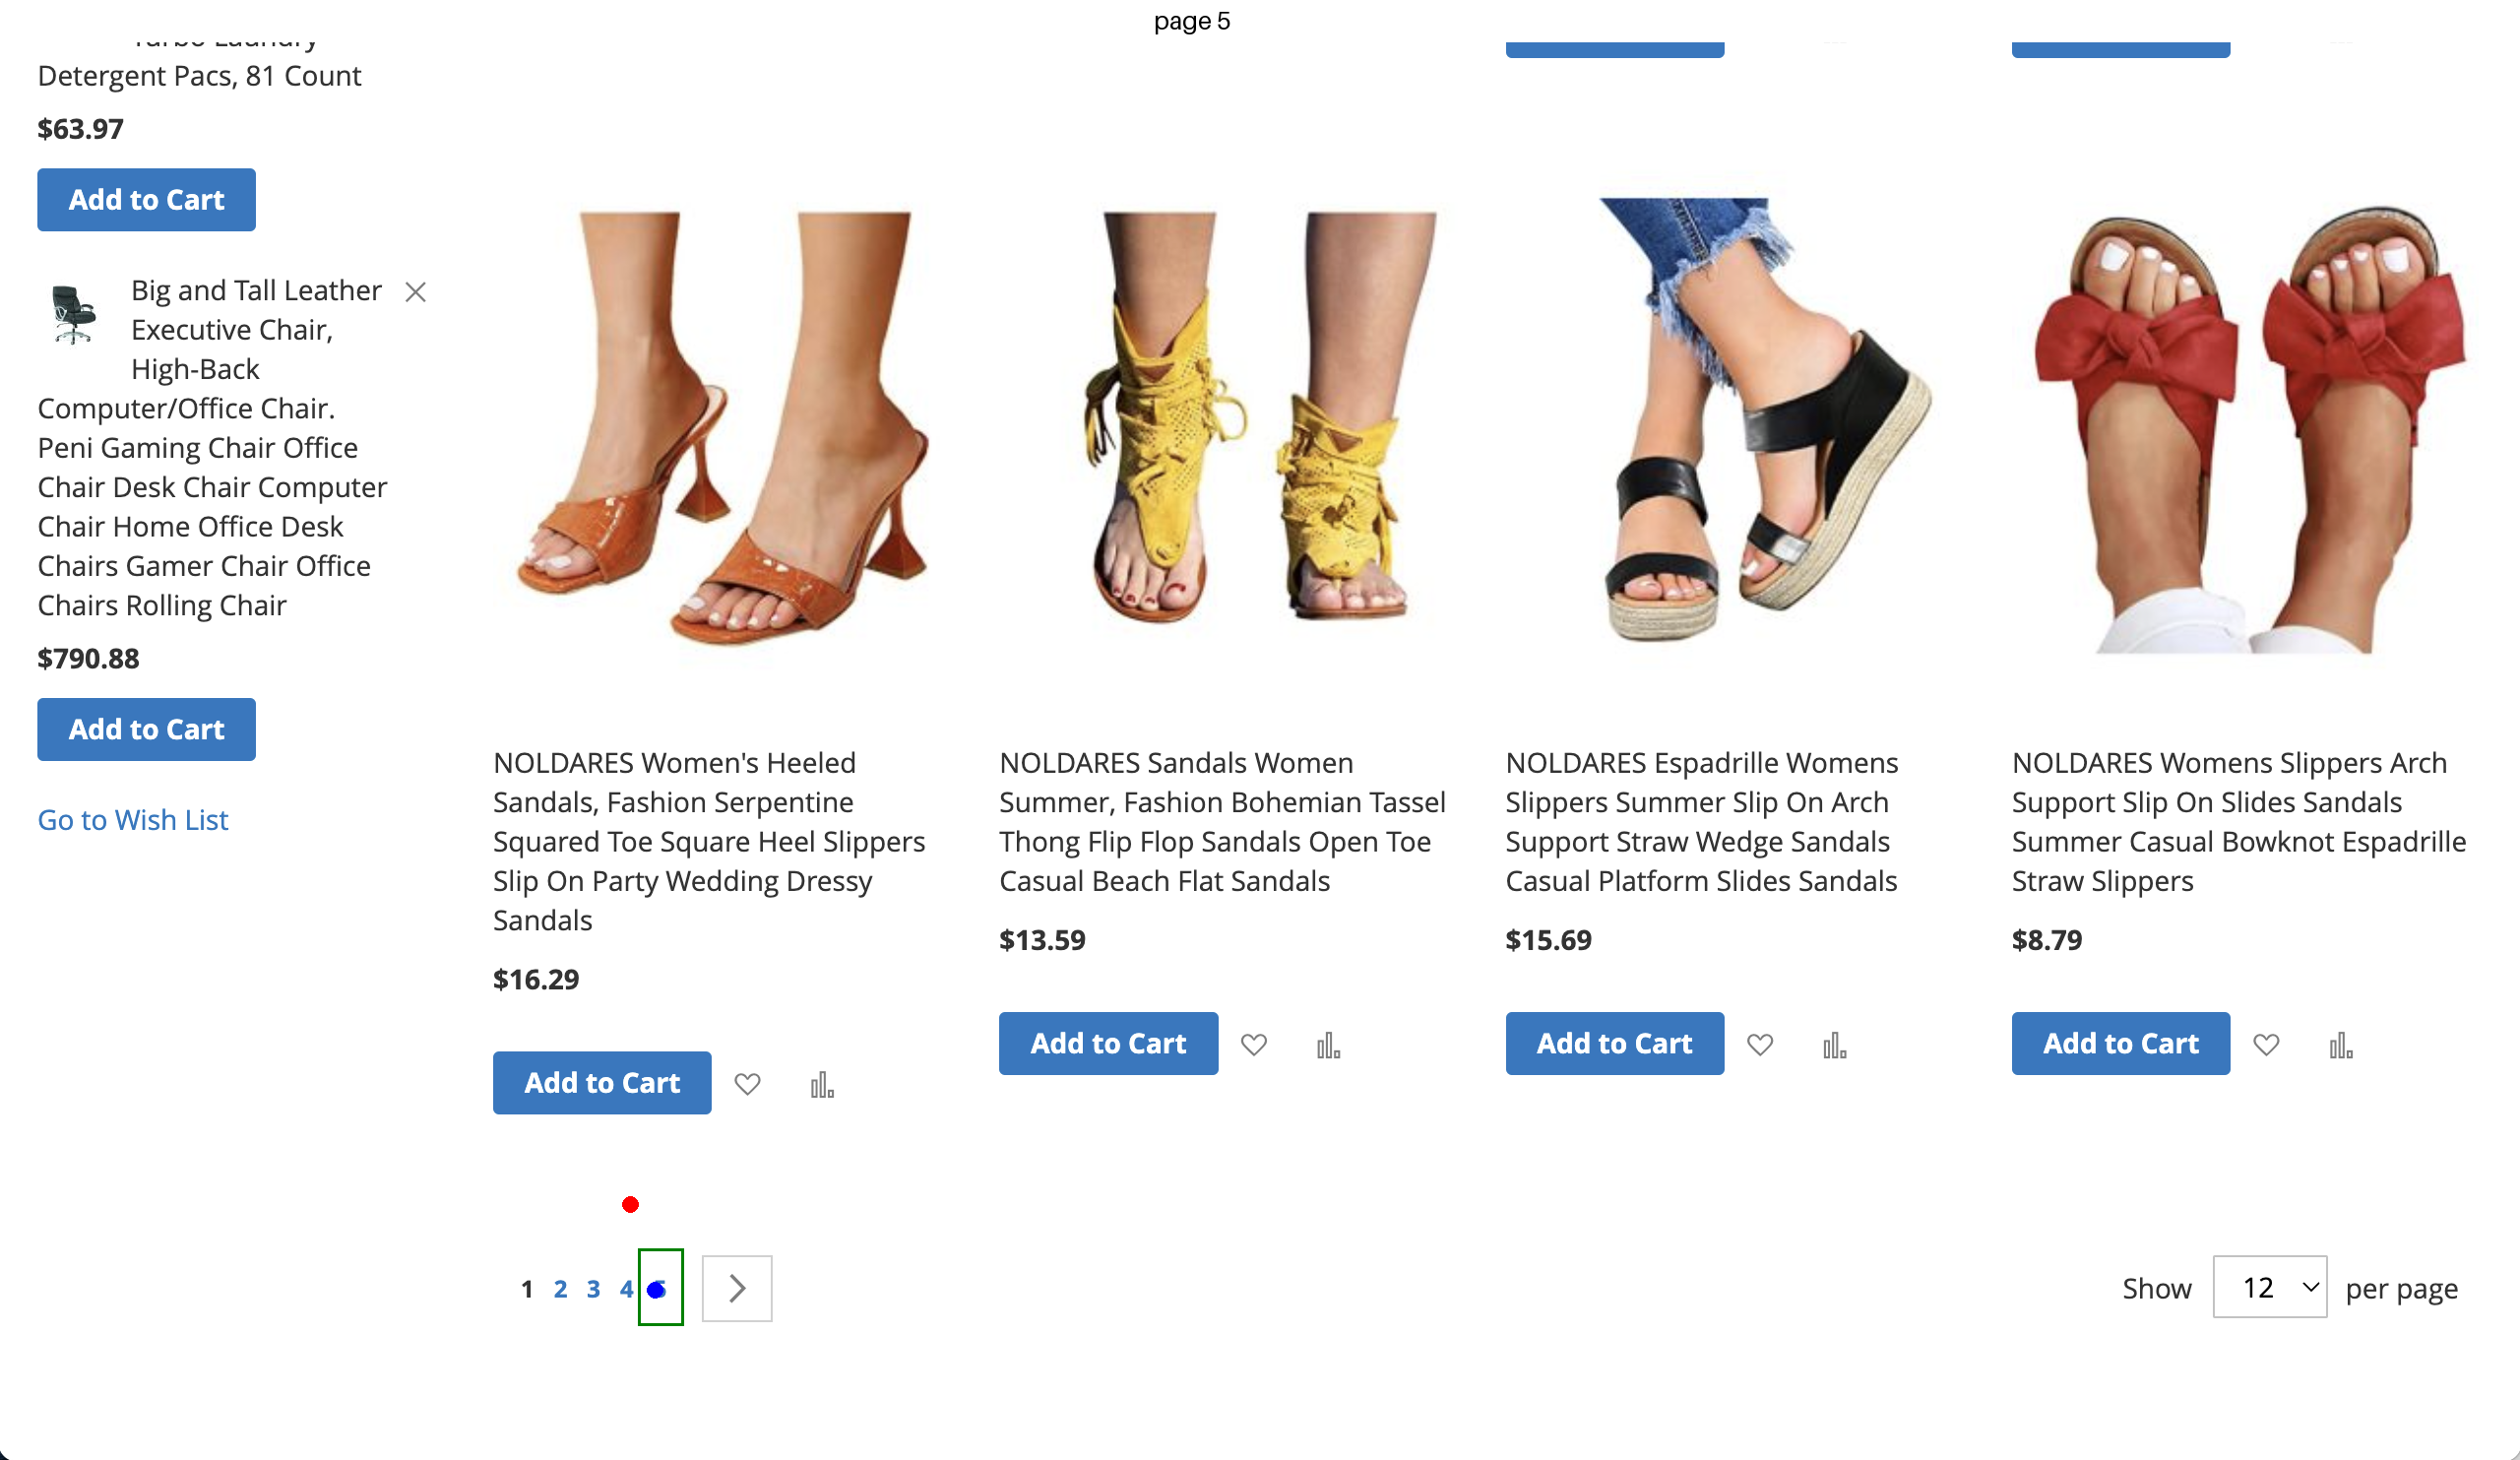 page 5
Detergent Pacs, 81 Count
$63.97
Add to Cart
Big and Tall Leather
Executive Chair,
High-Back
Computer/Office Chair.
Peni Gaming Chair Office
Chair Desk Chair Computer
Chair Home Office Desk
Chairs Gamer Chair Office
Chairs Rolling Chair
$790.88
Add to Cart
Go to Wish List
NOLDARES Women's Heeled
Sandals, Fashion Serpentine
Squared Toe Square Heel Slippers
Slip On Party Wedding Dressy
Sandals
$16.29
Add to Cart
NOLDARES Sandals Women
Summer, Fashion Bohemian Tassel
Thong Flip Flop Sandals Open Toe
Casual Beach Flat Sandals
$13.59
Add to Cart
NOLDARES Espadrille Womens
Slippers Summer Slip On Arch
Support Straw Wedge Sandals
Casual Platform Slides Sandals
$15.69
Add to Cart
NOLDARES Womens Slippers Arch
Support Slip On Slides Sandals
Summer Casual Bowknot Espadrille
Straw Slippers
$8.79
Add to Cart
1 2 3 4
Show 12 per page